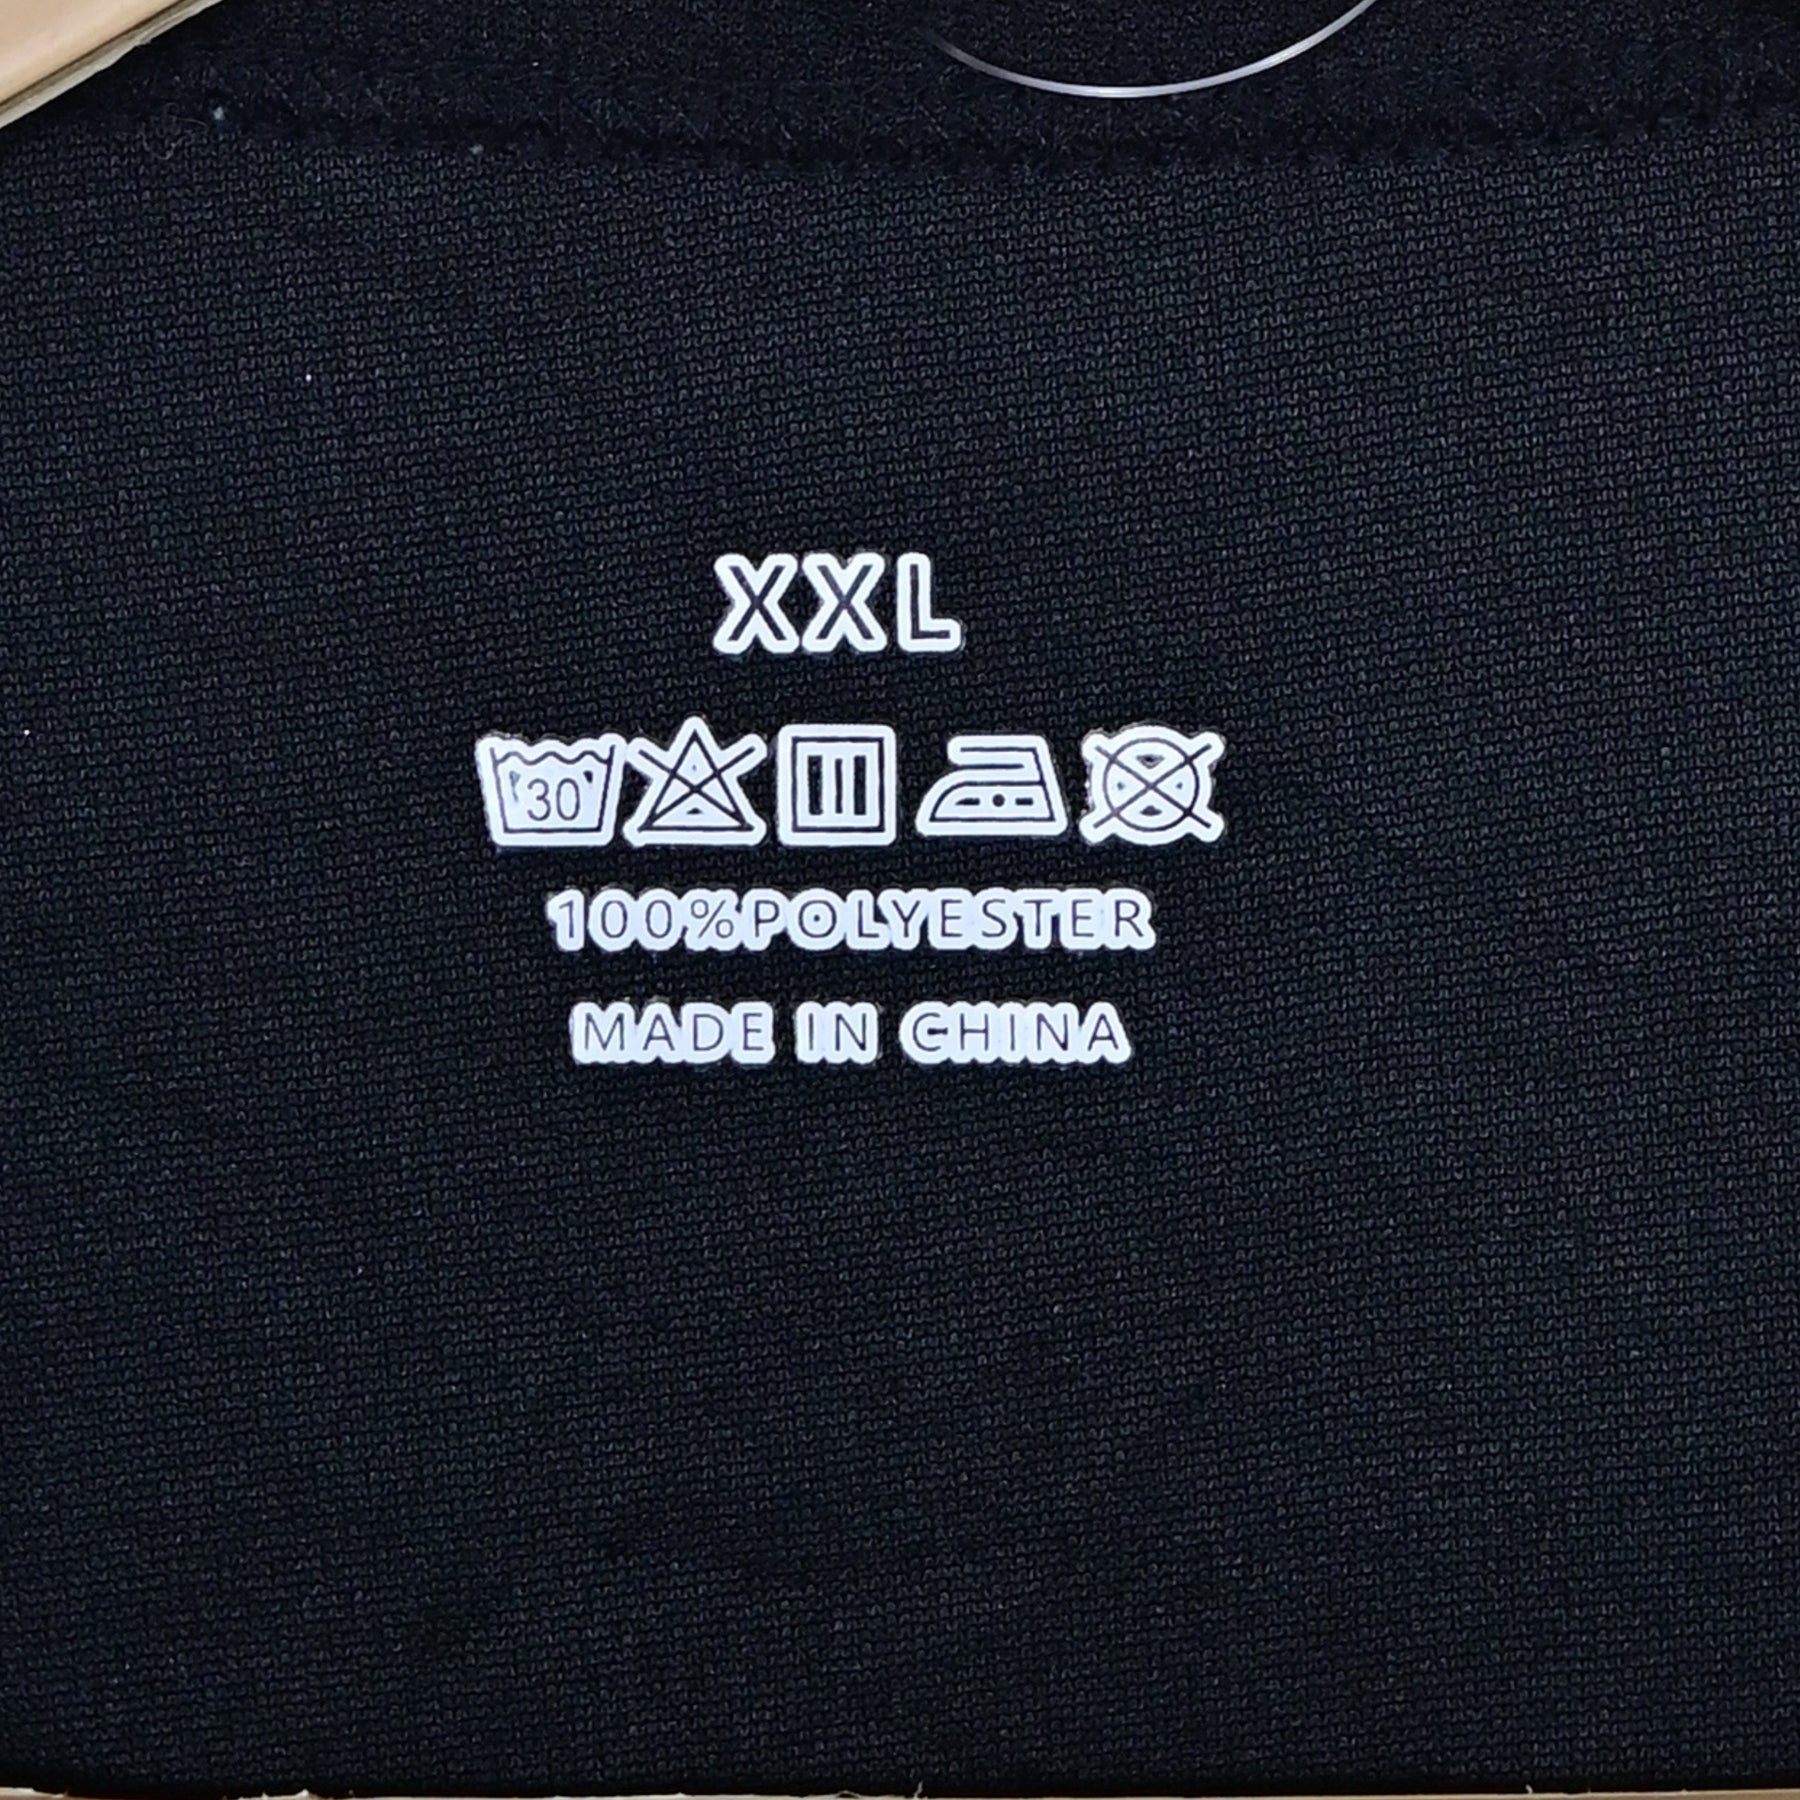 XXL
30
100%POLYESTER
MADE IN CHINA